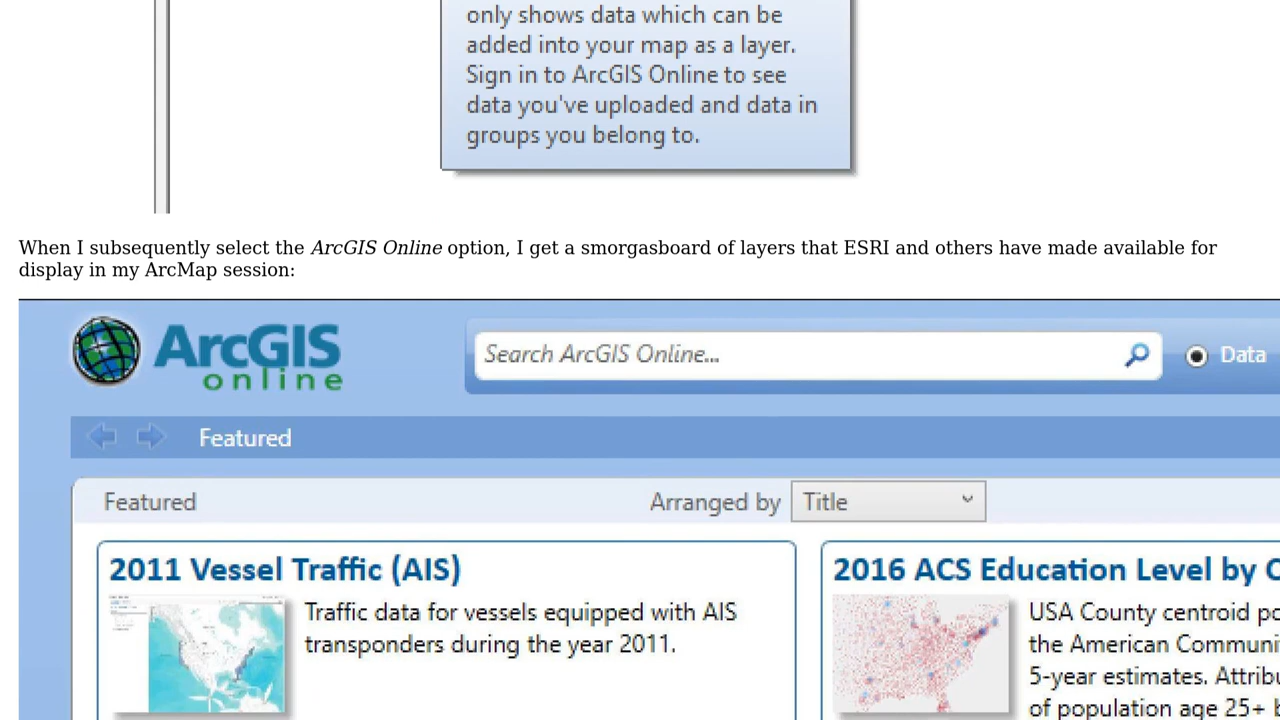 only shows data which can be
added into your map as a layer.
Sign in to ArcGIS Online to see
data you've uploaded and data in
groups you belong to.
When I subsequently select the ArcGIS Online option, I get a smorgasboard of layers that ESRI and others have made available for
display in my ArcMap session:
ArcGIS
online
Search ArcGIS Online...
Data
Featured
Featured
Arranged by
Title
2011 Vessel Traffic (AIS)
Traffic data for vessels equipped with AIS
transponders during the year 2011.
2016 ACS Education Level by
USA County centroid
the American
5-year estimates.
of population age 25+